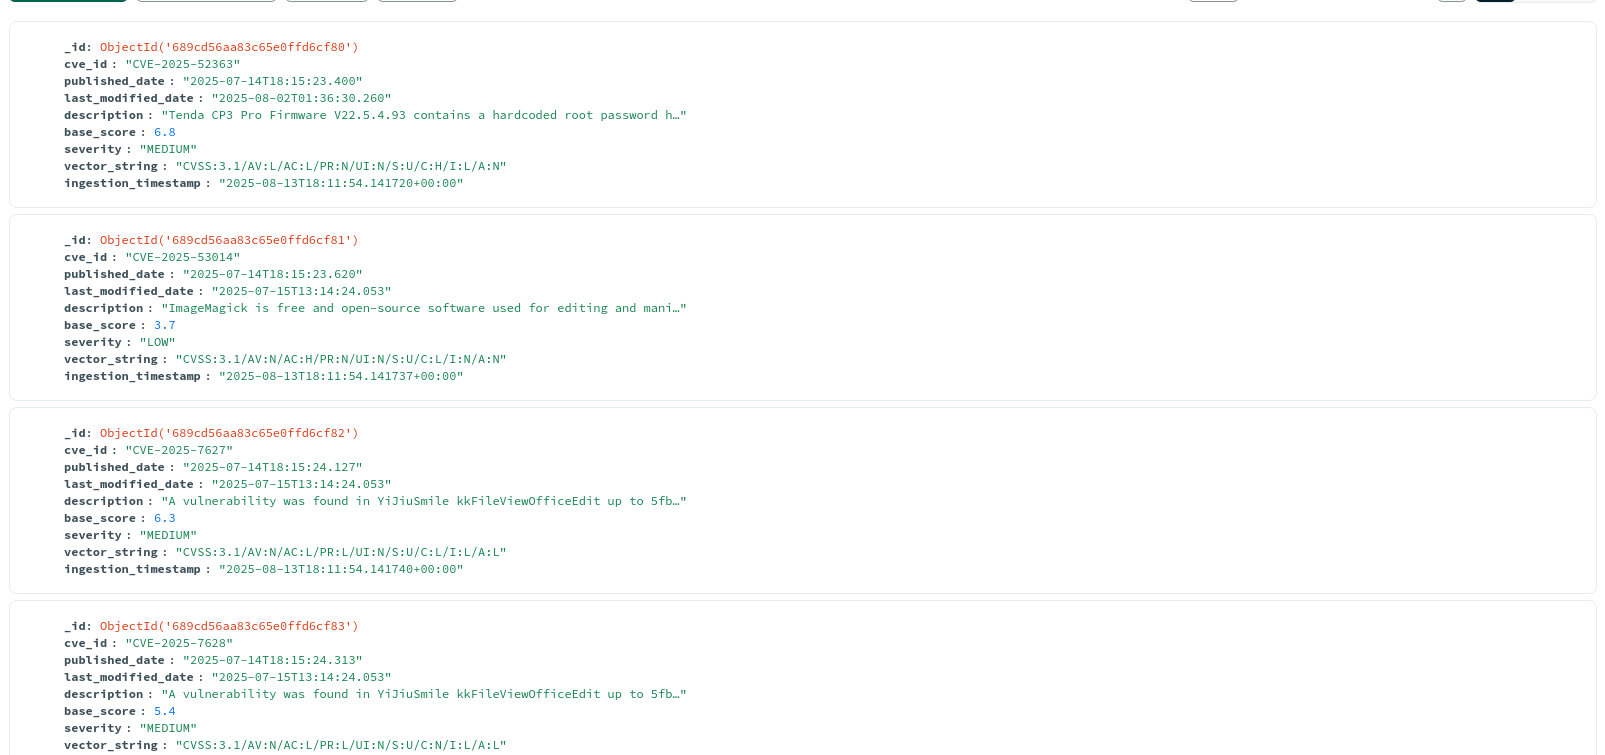 _id: ObjectId('689cd56aa83c65e0ffd6cf80')
cve_id : "CVE-2025-52363"
published_date : "2025-07-14T18:15:23.400"
last_modified_date : "2025-08-02T01:36:30.260"
description : "Tenda CP3 Pro Firmware V22.5.4.93 contains a hardcoded root password h…"
base_score : 6.8
severity : "MEDIUM"
vector_string : "CVSS:3.1/AV:L/AC:L/PR:N/UI:N/S:U/C:H/I:L/A:N"
ingestion_timestamp : "2025-08-13T18:11:54.141720+00:00"
_id: ObjectId('689cd56aa83c65e0ffd6cf81')
cve_id : "CVE-2025-53014"
published_date : "2025-07-14T18:15:23.620"
last_modified_date : "2025-07-15T13:14:24.053"
description : "ImageMagick is free and open-source software used for editing and mani…"
base_score : 3.7
severity : "LOW"
vector_string : "CVSS:3.1/AV:N/AC:H/PR:N/UI:N/S:U/C:L/I:N/A:N"
ingestion_timestamp : "2025-08-13T18:11:54.141737+00:00"
_id: ObjectId('689cd56aa83c65e0ffd6cf82')
cve_id : "CVE-2025-7627"
published_date : "2025-07-14T18:15:24.127"
last_modified_date : "2025-07-15T13:14:24.053"
description : "A vulnerability was found in YiJiuSmile kkFileViewOfficeEdit up to 5fb…"
base_score : 6.3
severity : "MEDIUM"
vector_string : "CVSS:3.1/AV:N/AC:L/PR:L/UI:N/S:U/C:L/I:L/A:L"
ingestion_timestamp : "2025-08-13T18:11:54.141740+00:00"
_id: ObjectId('689cd56aa83c65e0ffd6cf83')
cve_id : "CVE-2025-7628"
published_date : "2025-07-14T18:15:24.313"
last_modified_date : "2025-07-15T13:14:24.053"
description : "A vulnerability was found in YiJiuSmile kkFileViewOfficeEdit up to 5fb…"
base_score : 5.4
severity : "MEDIUM"
vector_string : "CVSS:3.1/AV:N/AC:L/PR:L/UI:N/S:U/C:N/I:L/A:L"